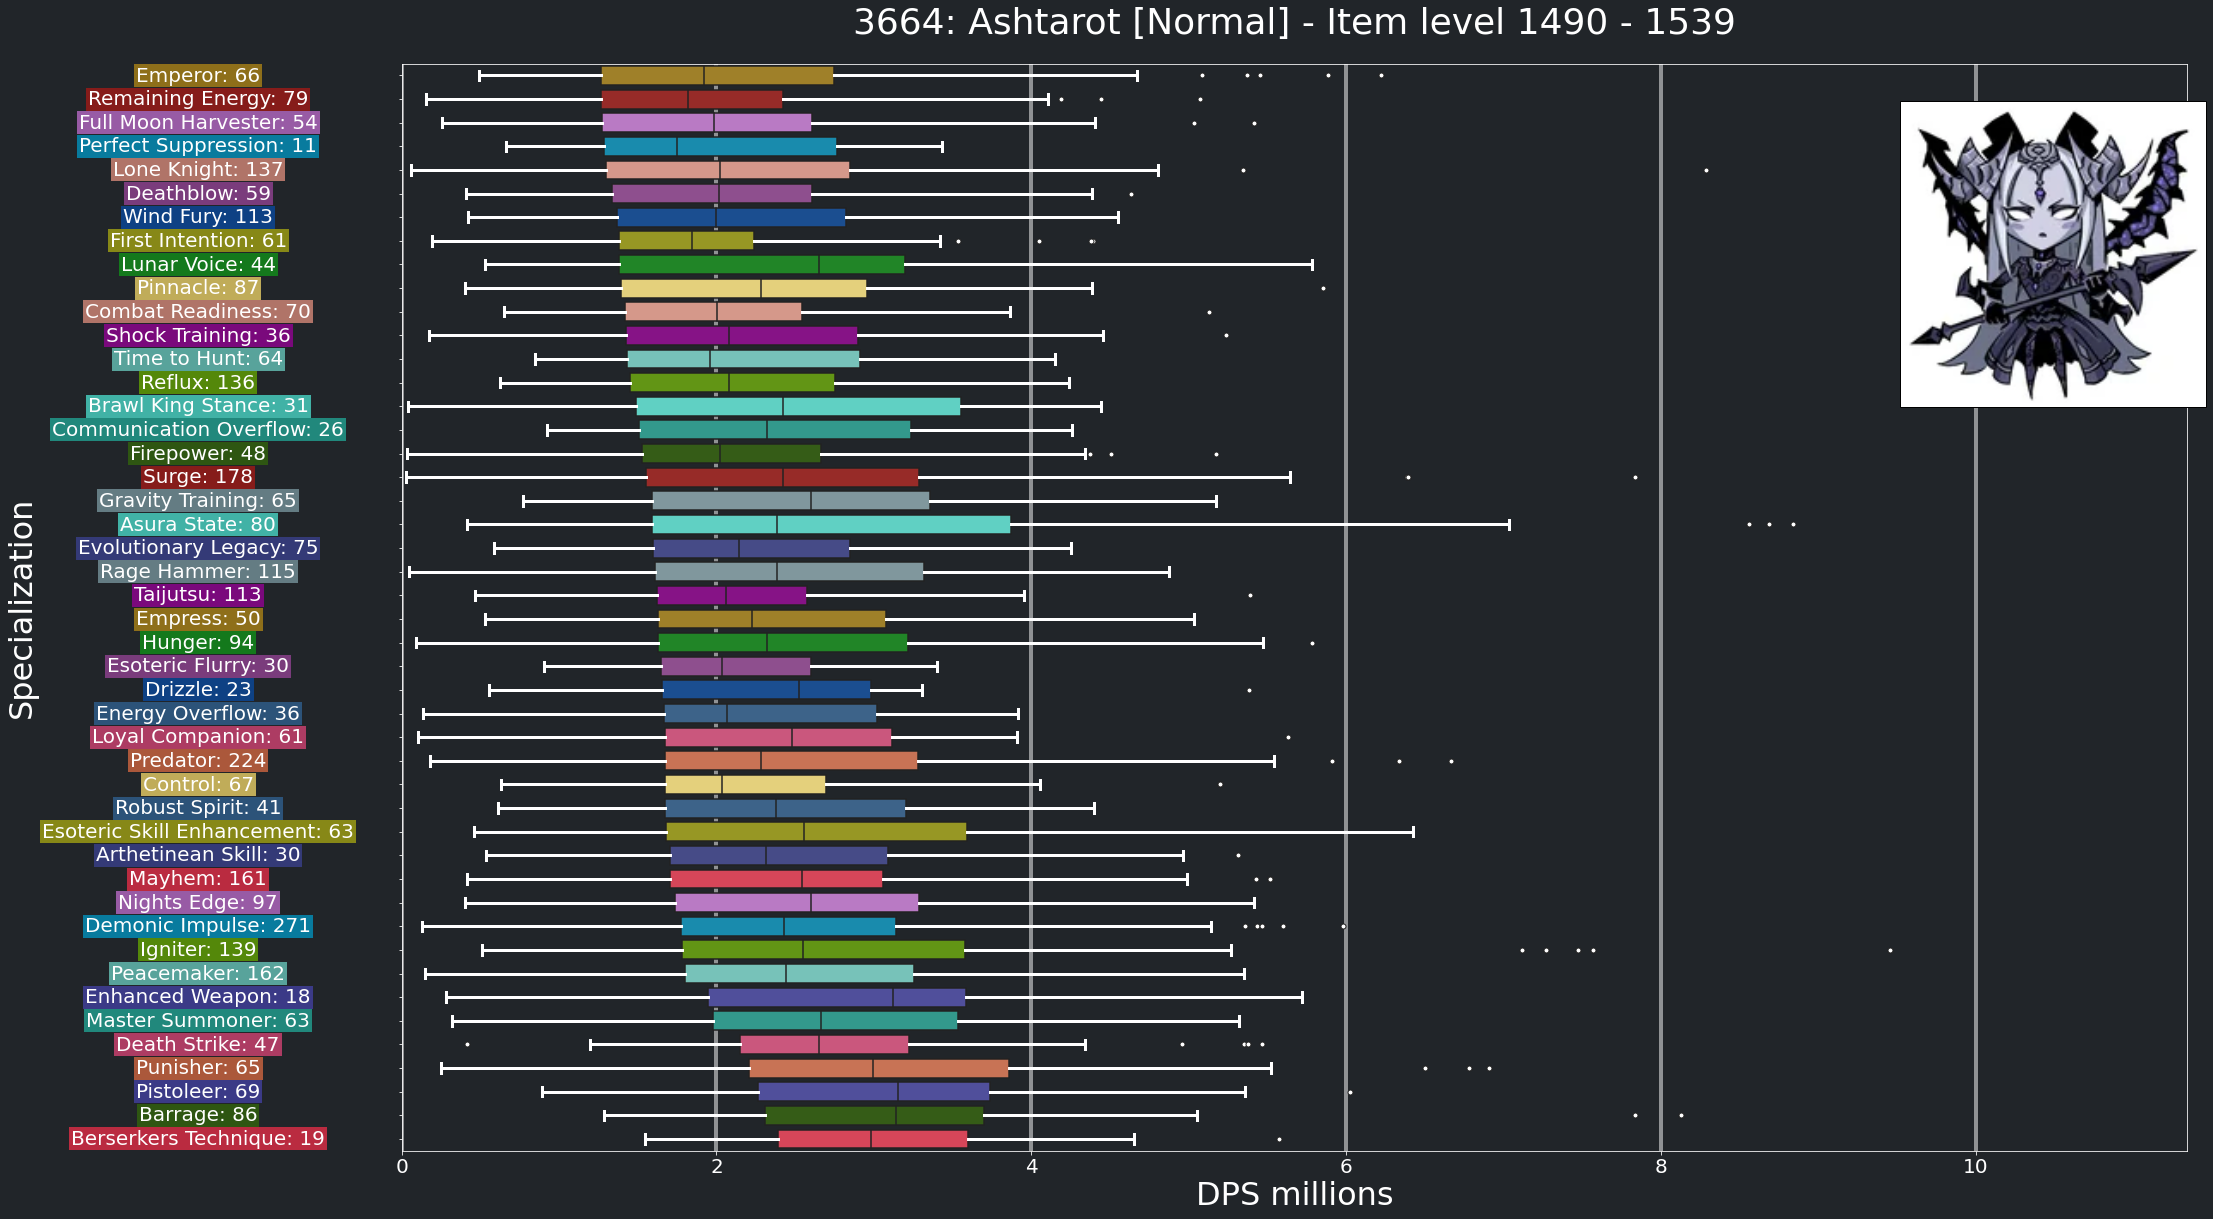 3664: Ashtarot [Normal] - Item level 1490 - 1539
Specialization
Emperor: 66
Remaining Energy: 79
Full Moon Harvester: 54
Perfect Suppression: 11
Lone Knight: 137
Deathblow: 59
Wind Fury: 113
First Intention: 61
Lunar Voice: 44
Pinnacle: 87
Combat Readiness: 70
Shock Training: 36
Time to Hunt: 64
Reflux: 136
Brawl King Stance: 31
Communication Overflow: 26
Firepower: 48
Surge: 178
Gravity Training: 65
Asura State: 80
Evolutionary Legacy: 75
Rage Hammer: 115
Taijutsu: 113
Empress: 50
Hunger: 94
Esoteric Flurry: 30
Drizzle: 23
Energy Overflow: 36
Loyal Companion: 61
Predator: 224
Control: 67
Robust Spirit: 41
Esoteric Skill Enhancement: 63
Arthetinean Skill: 30
Mayhem: 161
Nights Edge: 97
Demonic Impulse: 271
Igniter: 139
Peacemaker: 162
Enhanced Weapon: 18
Master Summoner: 63
Death Strike: 47
Punisher: 65
Pistoleer: 69
Barrage: 86
Berserkers Technique: 19
0 2 4 6 8 10
DPS millions